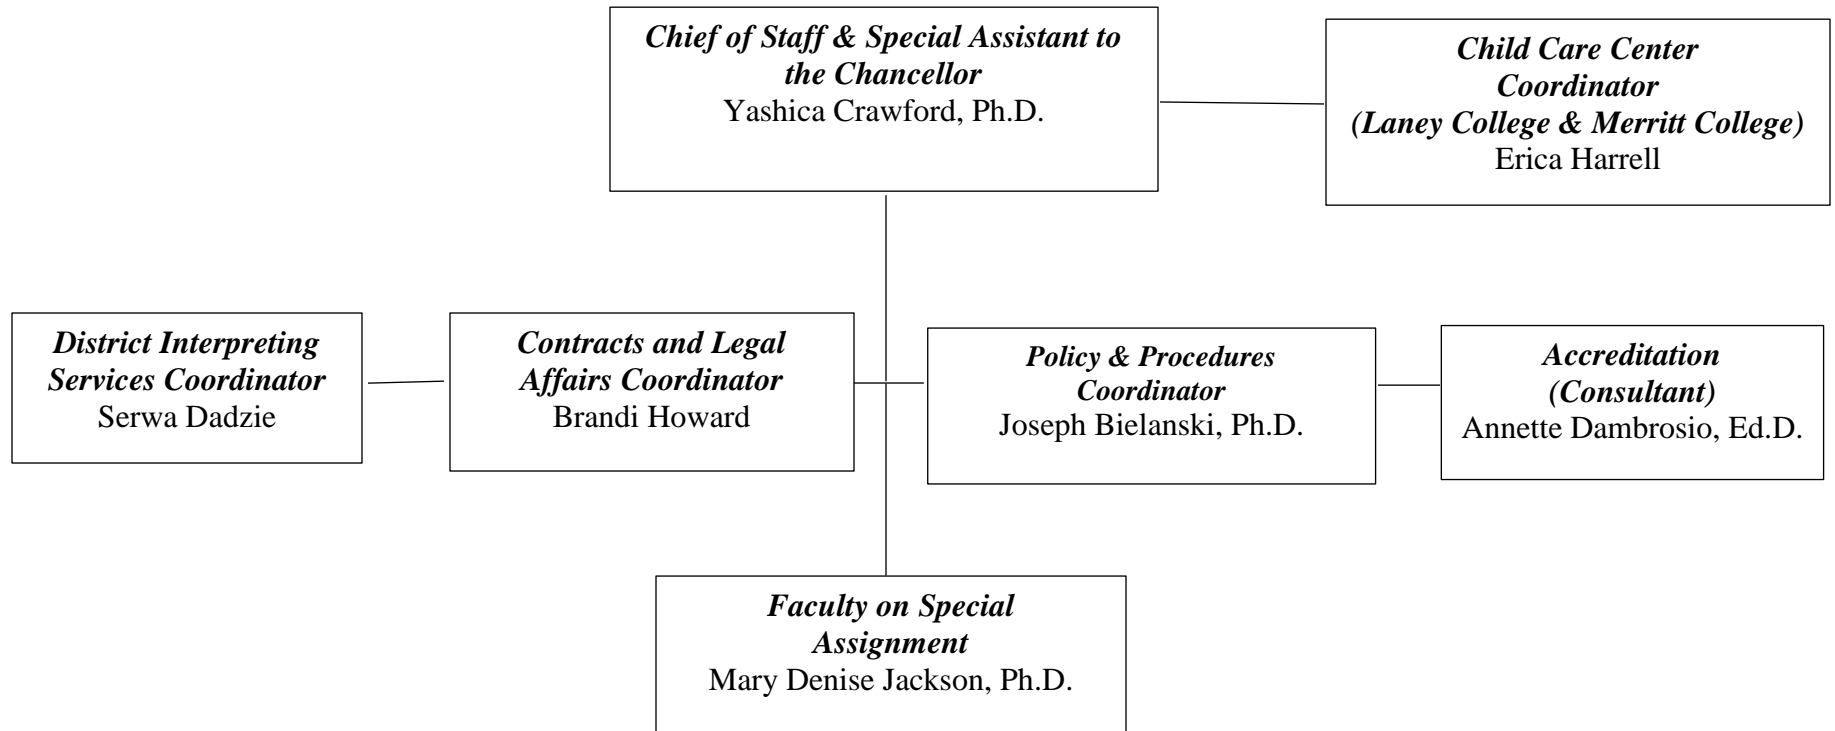 Chief of Staff & Special Assistant to
the Chancellor
Yashica Crawford, Ph.D.
Child Care Center
Coordinator
(Laney College & Merritt College)
Erica Harrell
District Interpreting
Services Coordinator
Serwa Dadzie
Contracts and Legal
Affairs Coordinator
Brandi Howard
Policy & Procedures
Coordinator
Joseph Bielanski, Ph.D.
Accreditation
(Consultant)
Annette Dambrosio, Ed.D.
Faculty on Special
Assignment
Mary Denise Jackson, Ph.D.